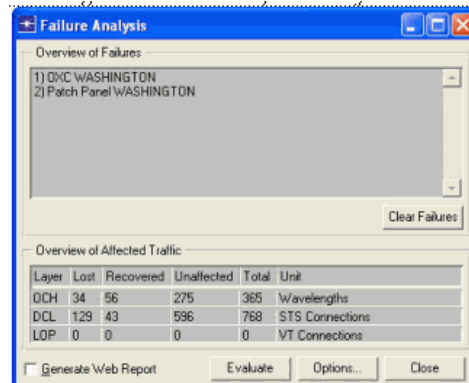 Failure Analysis
Overview of Failures
1) OXC WASHINGTON
2) Patch Panel WASHINGTON
Clear Failures
Overview of Affected Traffic
Layer Lost Recovered Unaffected Total Unit
OCH 34 56 275 365 Wavelengths
DCL 129 43 596 768 STS Connections
LOP 0 0 0 0 VT Connections
Generate Web Report Evaluate Options... Close